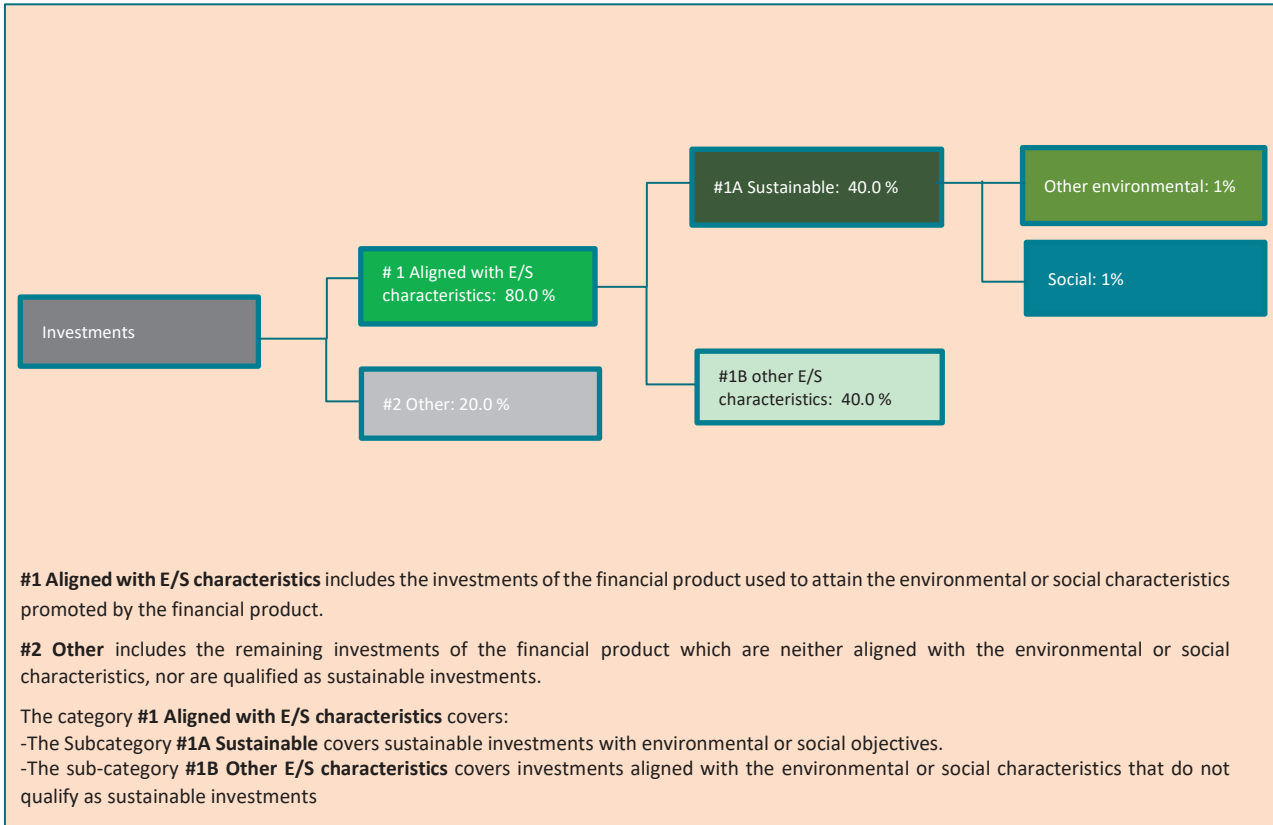 #1A Sustainable: 40.0 %
Other environmental: 1%
# 1 Aligned with E/S
characteristics: 80.0 %
Social: 1%
Investments
#1B other E/S
characteristics: 40.0 %
#2 Other: 20.0 %
#1 Aligned with E/S characteristics includes the investments of the financial product used to attain the environmental or social characteristics
promoted by the financial product.
#2 Other includes the remaining investments of the financial product which are neither aligned with the environmental or social
characteristics, nor are qualified as sustainable investments.
The category #1 Aligned with E/S characteristics covers:
-The Subcategory #1A Sustainable covers sustainable investments with environmental or social objectives.
-The sub-category #1B Other E/S characteristics covers investments aligned with the environmental or social characteristics that do not
qualify as sustainable investments